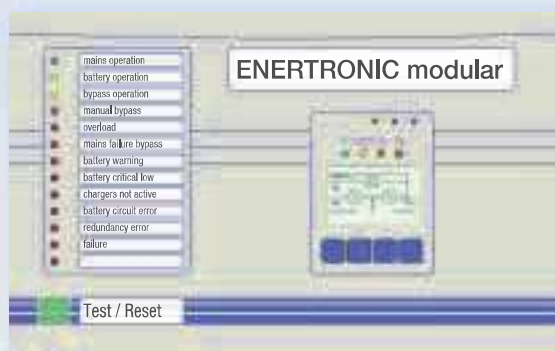 mains operation
battery operation
bypass operation
manual bypass
overload
mains failure bypass
battery warning
battery critical low
chargers not active
battery circuit error
redundancy error
failure
ENERTRONIC modular
Test / Reset